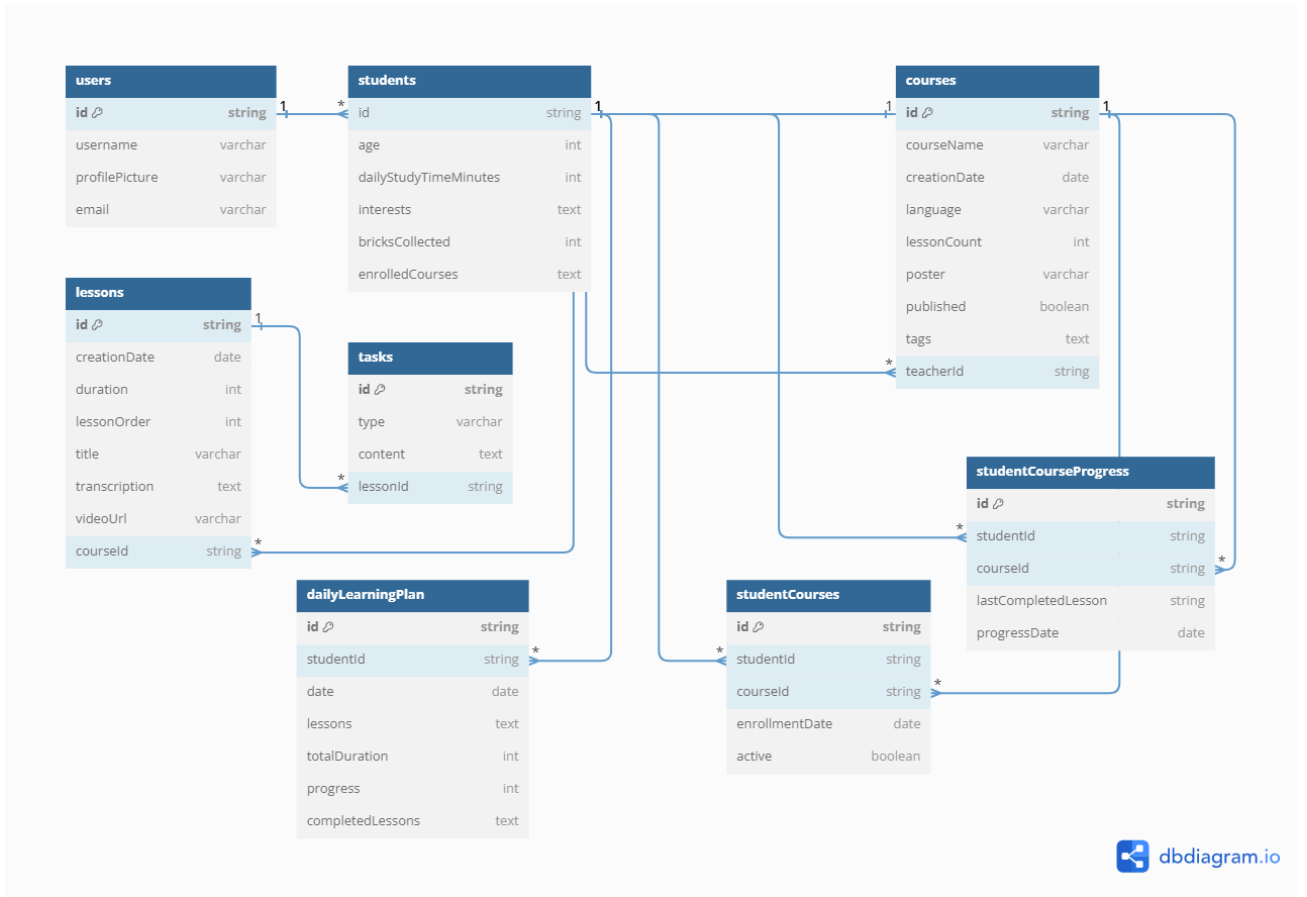 users
id string
username varchar
profilePicture varchar
email varchar
1 *
students
id string
age int
dailyStudyTimeMinutes int
interests text
bricksCollected int
enrolledCourses text
1 1
courses
id string
courseName varchar
creationDate date
language varchar
lessonCount int
poster varchar
published boolean
tags text
teacherId string
1
*
lessons
id string
creationDate date
duration int
lessonOrder int
title varchar
transcription text
videoUrl varchar
courseId string
1
*
tasks
id string
type varchar
content text
lessonId string
*
studentCourseProgress
id string
studentId string
courseId string
lastCompletedLesson string
progressDate date
*
*
dailyLearningPlan
id string
studentId string
date date
lessons text
totalDuration int
progress int
completedLessons text
*
studentCourses
id string
studentId string
courseId string
enrollmentDate date
active boolean
*
*
dbdiagram.io